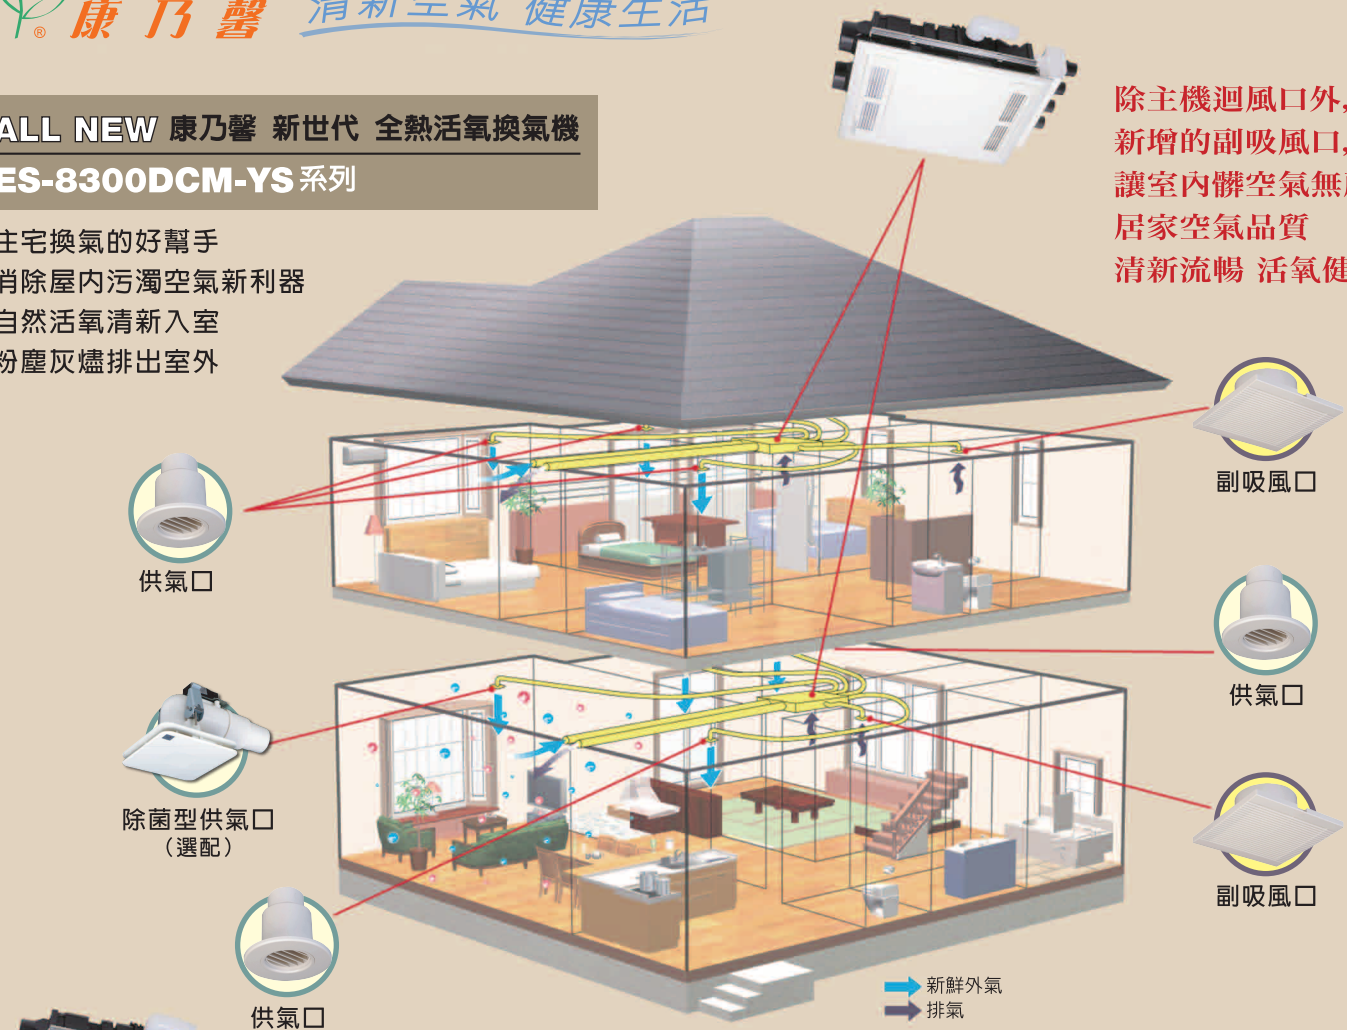 康乃馨
®
清新空氣 健康生活
ALL NEW 康乃馨 新世代 全熱活氧換氣機
ES-8300DCM-YS系列
住宅換氣的好幫手
消除屋內污濁空氣新利器
自然活氧清新入室
粉塵灰燼排出室外
除主機迴風口外,
新增的副吸風口,
讓室內髒空氣無
居家空氣品質
清新流暢 活氧健
副吸風口
供氣口
供氣口
除菌型供氣口
（選配）
副吸風口
供氣口
新鮮外氣
排氣